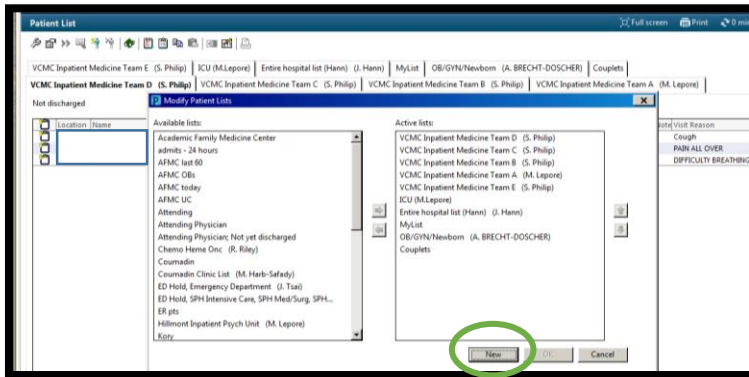 Patient List
Full screen Print 0 min
VCMC Inpatient Medicine Team E (S. Philip) ICU (M.Lepore) Entire hospital list (Hann) (J. Hann) MyList OB/GYN/Newborn (A. BRECHT-DOSCHER) Couplets
VCMC Inpatient Medicine Team D (S. Philip) VCMC Inpatient Medicine Team C (S. Philip) VCMC Inpatient Medicine Team B (S. Philip) VCMC Inpatient Medicine Team A (M. Lepore)
Not discharged
Modify Patient Lists
Location Name
Visit Reason
Cough
PAIN ALL OVER
DIFFICULTY BREATHING
Available lists:
Academic Family Medicine Center
admits - 24 hours
AFMC last 60
AFMC OBs
AFMC today
AFMC UC
Attending
Attending Physician
Attending Physician; Not yet discharged
Chemo Heme Onc (R. Riley)
Coumadin
Coumadin Clinic List (M. Harb-Safady)
ED Hold, Emergency Department (J. Tsai)
ED Hold, SPH Intensive Care, SPH Med/Surg, SPH...
ER pts
Hillmont Inpatient Psych Unit (M. Lepore)
Kory
Active lists:
VCMC Inpatient Medicine Team D (S. Philip)
VCMC Inpatient Medicine Team C (S. Philip)
VCMC Inpatient Medicine Team B (S. Philip)
VCMC Inpatient Medicine Team A (M. Lepore)
VCMC Inpatient Medicine Team E (S. Philip)
ICU (M.Lepore)
Entire hospital list (Hann) (J. Hann)
MyList
OB/GYN/Newborn (A. BRECHT-DOSCHER)
Couplets
New OK Cancel